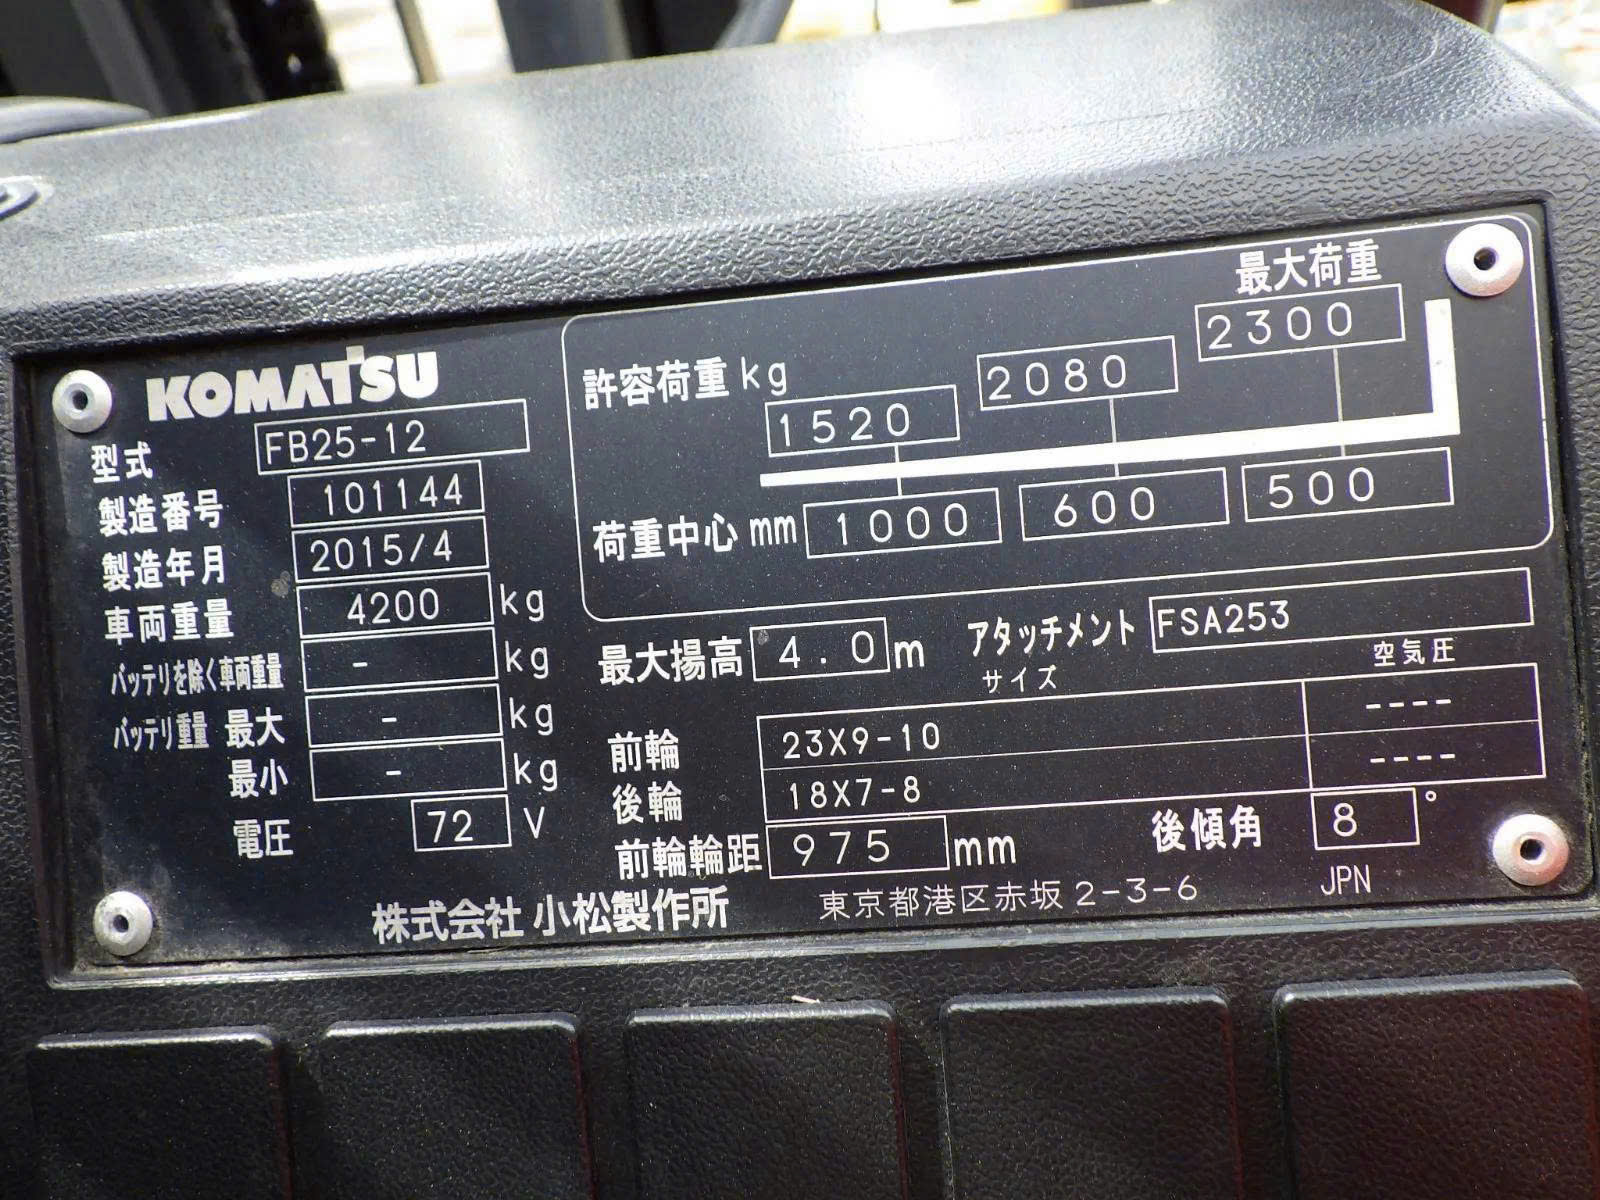 KOMATSU
型式 FB25-12
製造番号 101144
製造年月 2015/4
車両重量 4200 kg
バッテリを除く車両重量 - kg
バッテリ重量 最大 - kg
最小 - kg
電圧 72 V
最大荷重
許容荷重 kg 1520 2080 2300
荷重中心 mm 1000 600 500
最大揚高 4.0 m アタッチメント FSA253
サイズ 空気圧
前輪 23X9-10 ----
後輪 18X7-8 ----
前輪輪距 975 mm 後傾角 8 °
株式会社 小松製作所 東京都港区赤坂 2-3-6 JPN